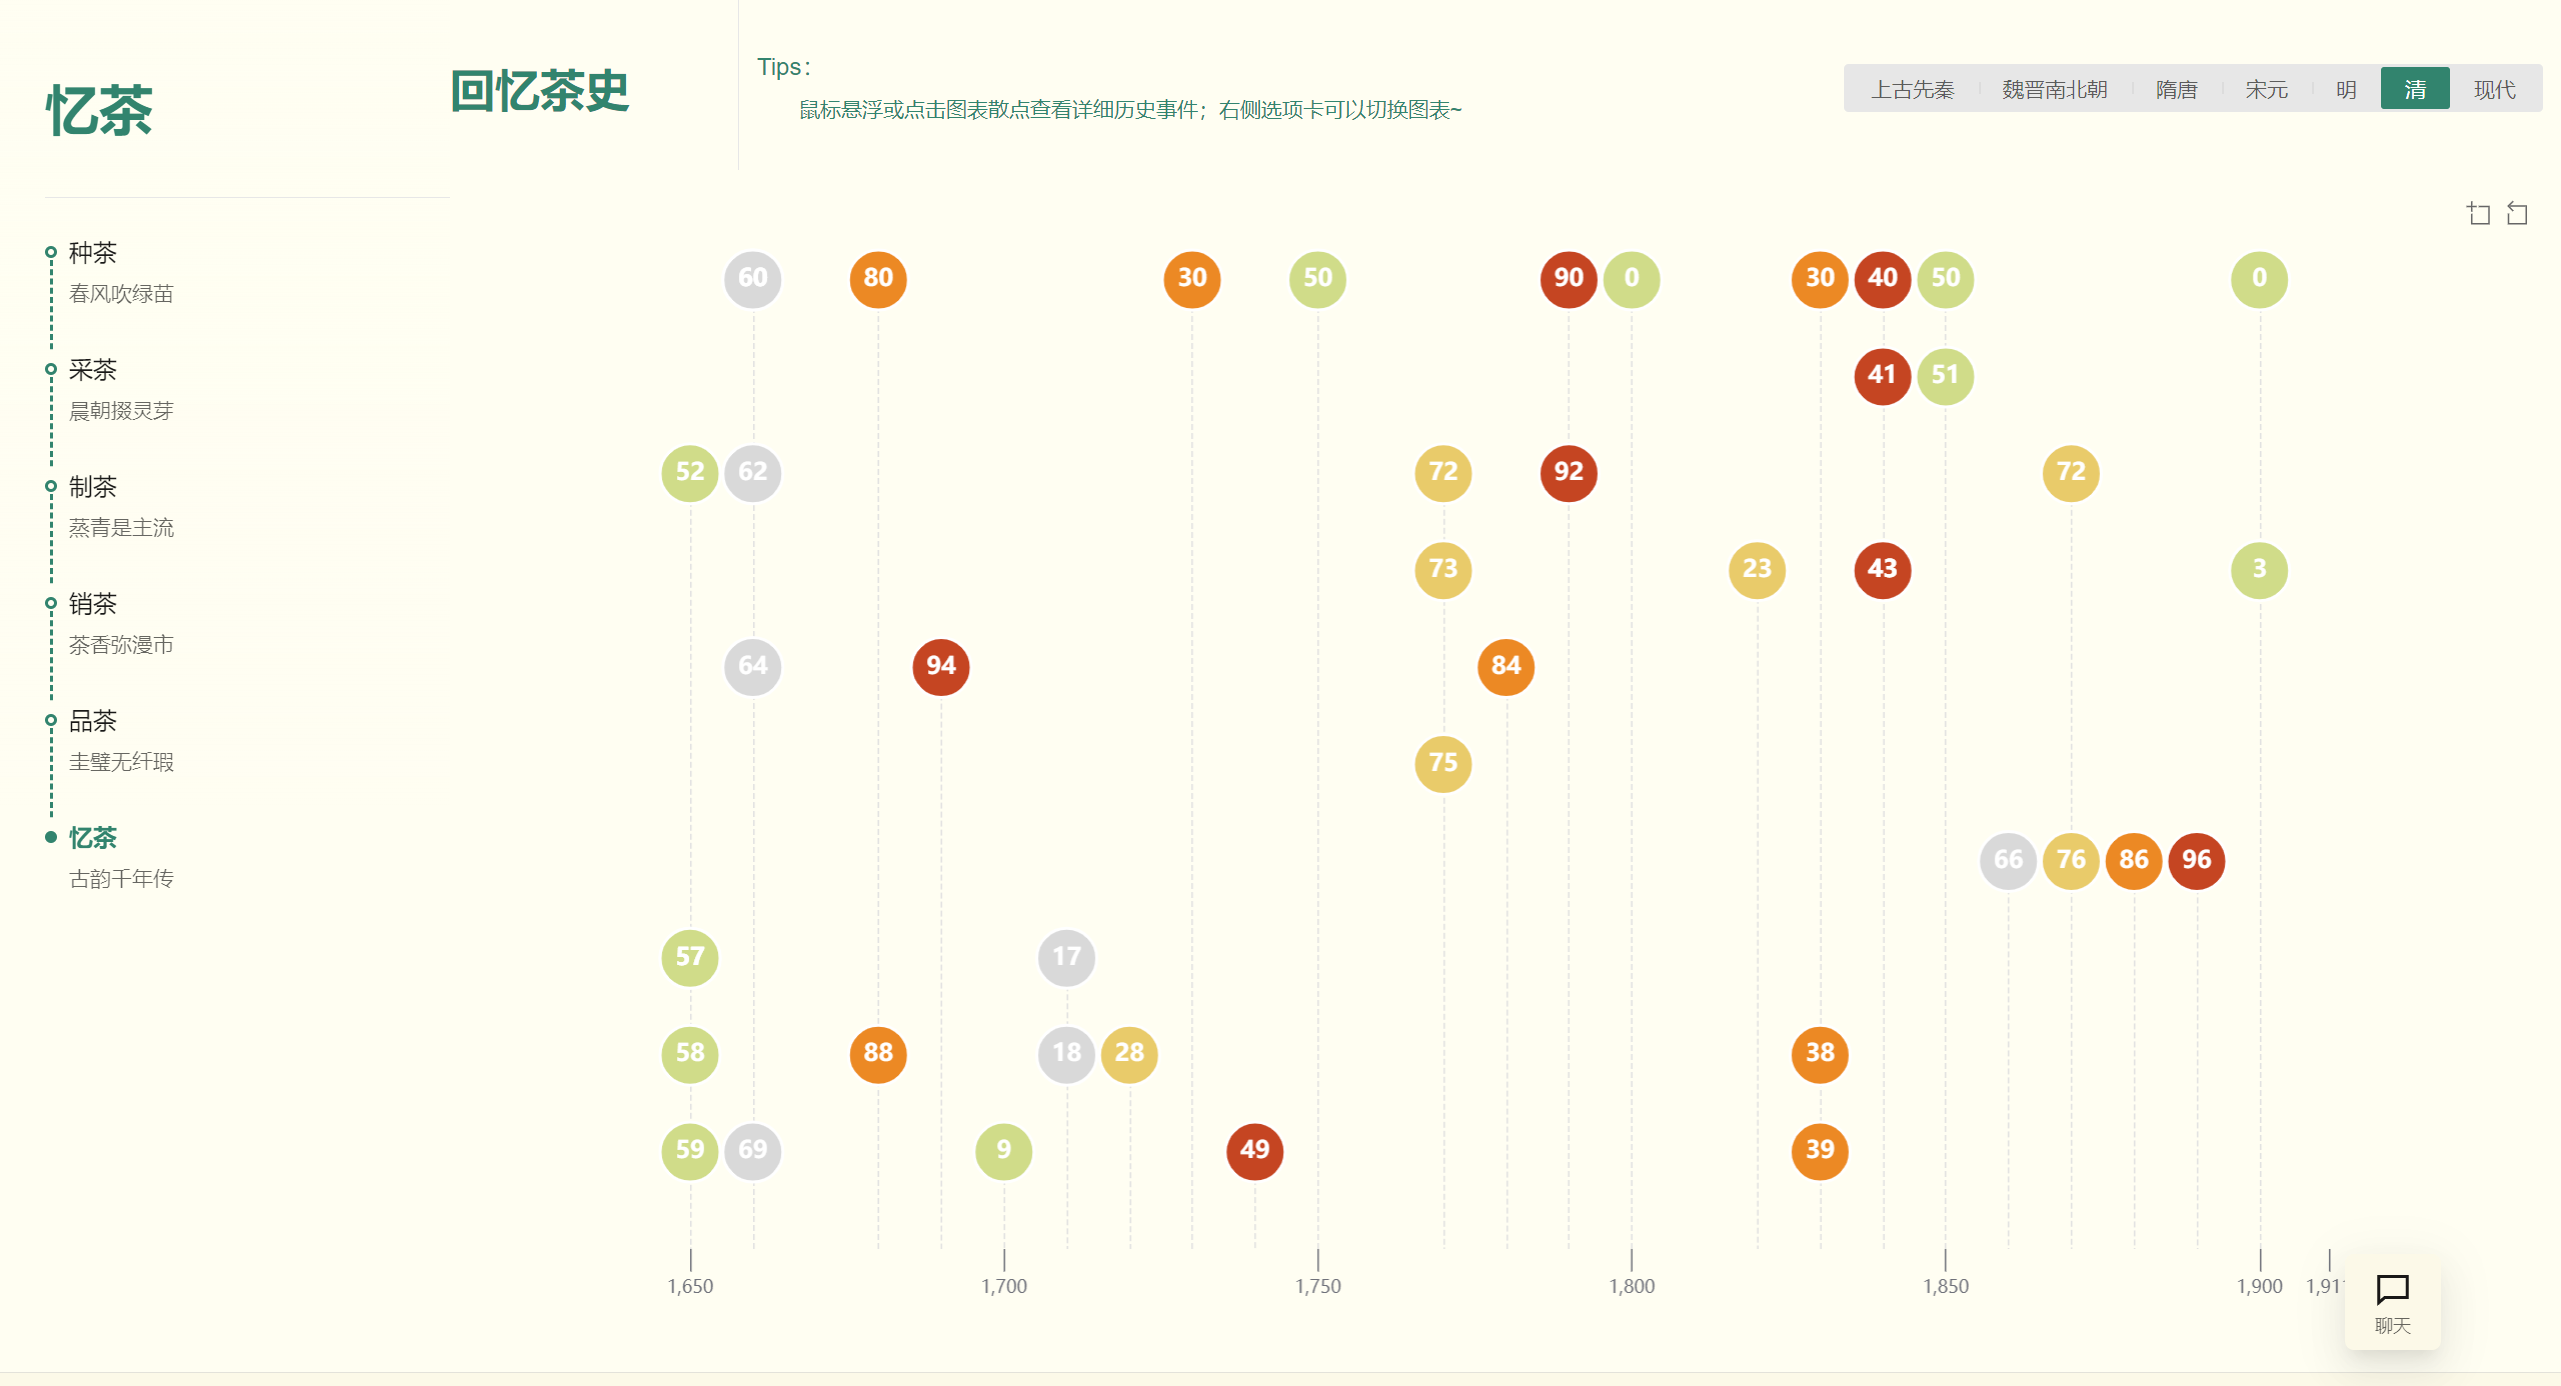 忆茶
回忆茶史
Tips：
鼠标悬浮或点击图表散点查看详细历史事件；右侧选项卡可以切换图表~
上古先秦 魏晋南北朝 隋唐 宋元 明 清 现代
种茶
春风吹绿苗
采茶
晨朝掇灵芽
制茶
蒸青是主流
销茶
茶香弥漫市
品茶
圭璧无纤瑕
忆茶
古韵千年传
60 80 30 50 90 0 30 40 50 0
41 51
52 62 72 92 72
73 23 43 3
64 94 84
75
66 76 86 96
57 17
58 88 18 28 38
59 69 9 49 39
1,650 1,700 1,750 1,800 1,850 1,900
聊天